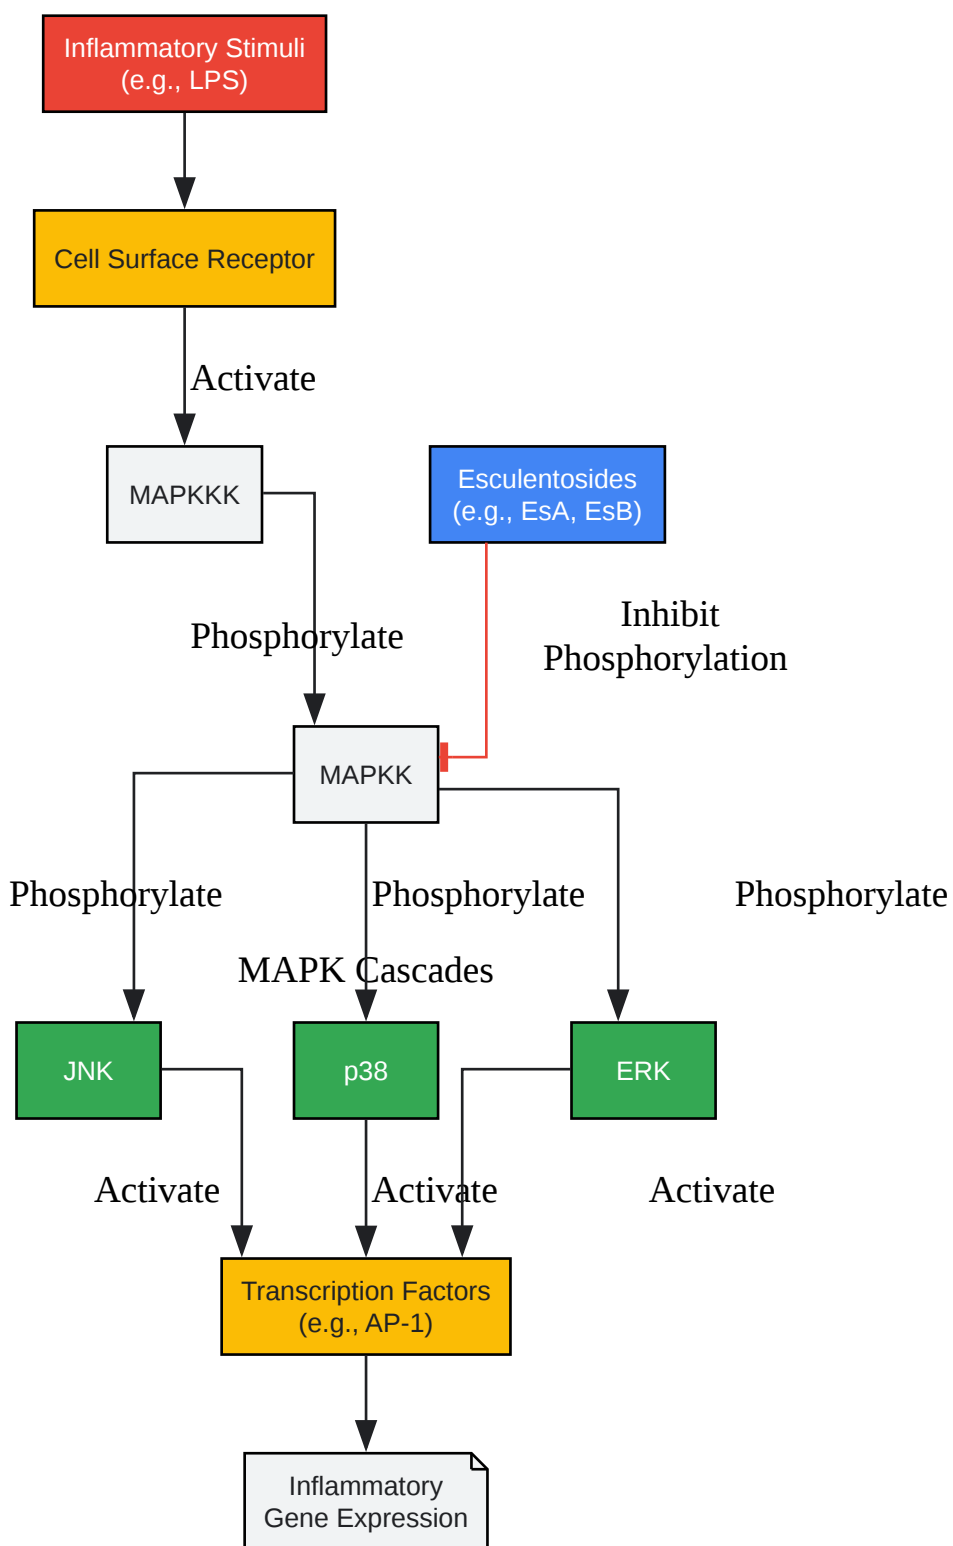 Inflammatory Stimuli
(e.g., LPS)
Cell Surface Receptor
Activate
MAPKKK
Esculentosides
(e.g., EsA, EsB)
Phosphorylate
Inhibit
Phosphorylation
MAPKK
Phosphorylate
Phosphorylate
Phosphorylate
MAPK Cascades
JNK
p38
ERK
Activate
Activate
Activate
Transcription Factors
(e.g., AP-1)
Inflammatory
Gene Expression